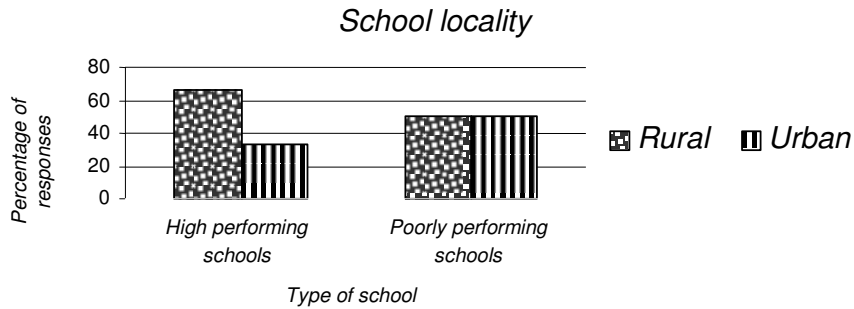 School locality
Percentage of
responses
80
60
40
20
0
High performing
schools
Poorly performing
schools
Type of school
Rural
Urban